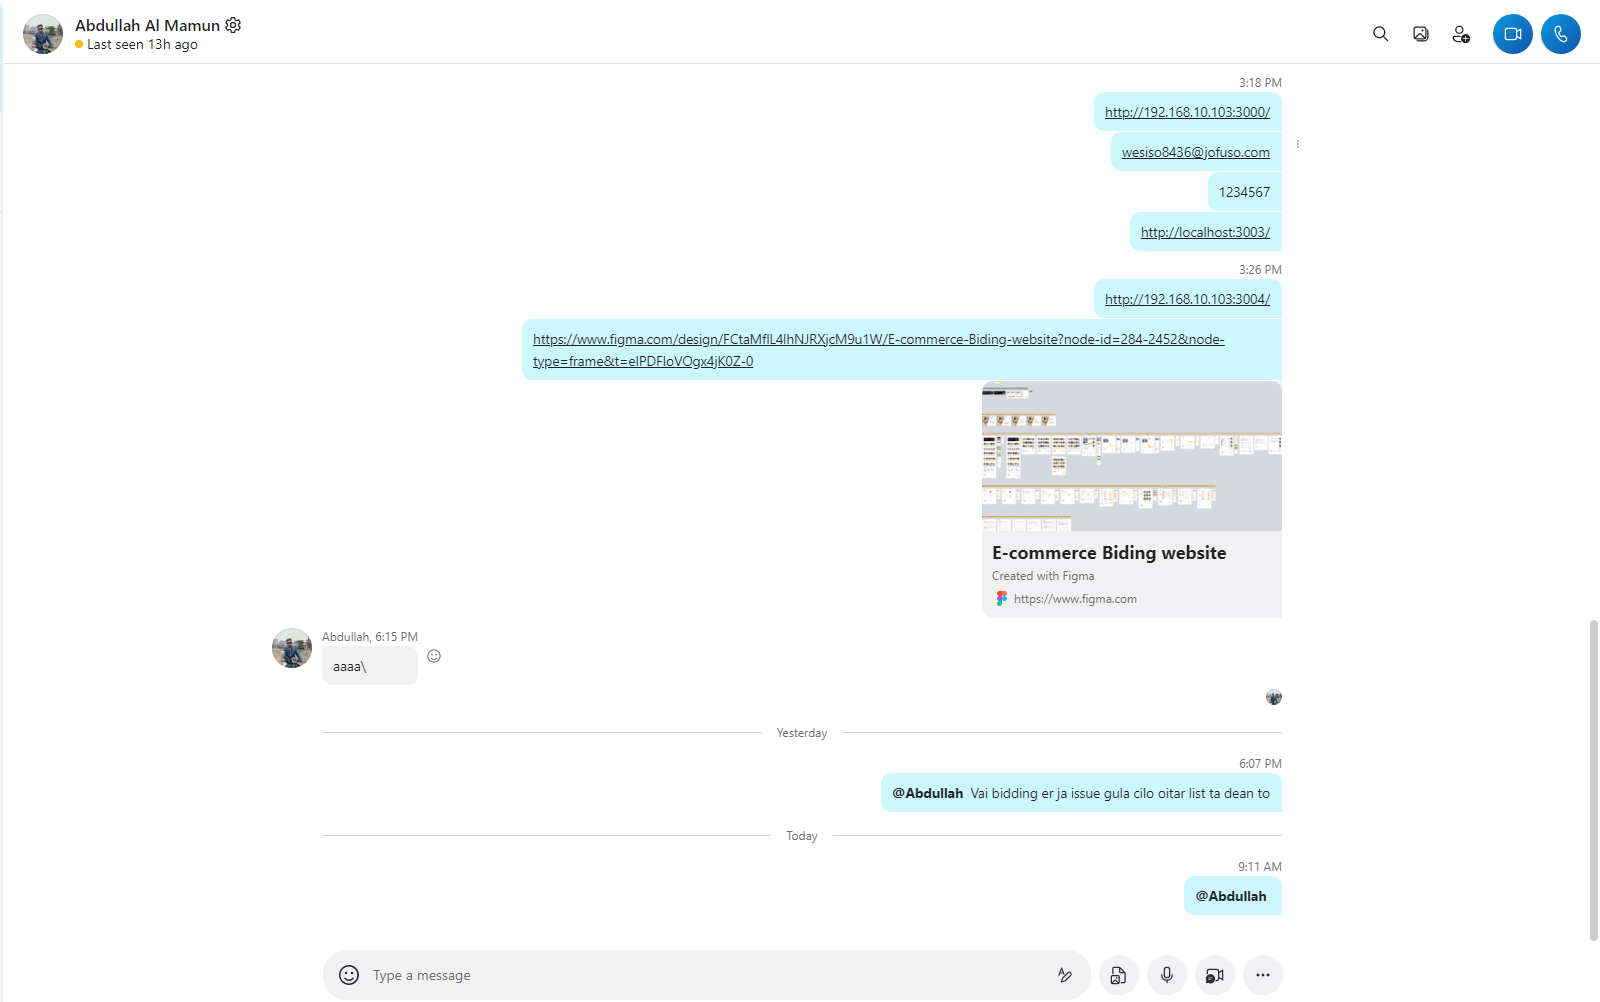 Abdullah Al Mamun
Last seen 13h ago
3:18 PM
http://192.168.10.103:3000/
wesiso8436@jofuso.com
1234567
http://localhost:3003/
3:26 PM
http://192.168.10.103:3004/
https://www.figma.com/design/FCtaMflL4lhNJRXjcM9u1W/E-commerce-Biding-website?node-id=284-2452&node-
type=frame&t=elPDFloVOgx4jK0Z-0
E-commerce Biding website
Created with Figma
https://www.figma.com
Abdullah, 6:15 PM
aaaa\
Yesterday
6:07 PM
@Abdullah Vai bidding er ja issue gula cilo oitar list ta dean to
Today
9:11 AM
@Abdullah
Type a message